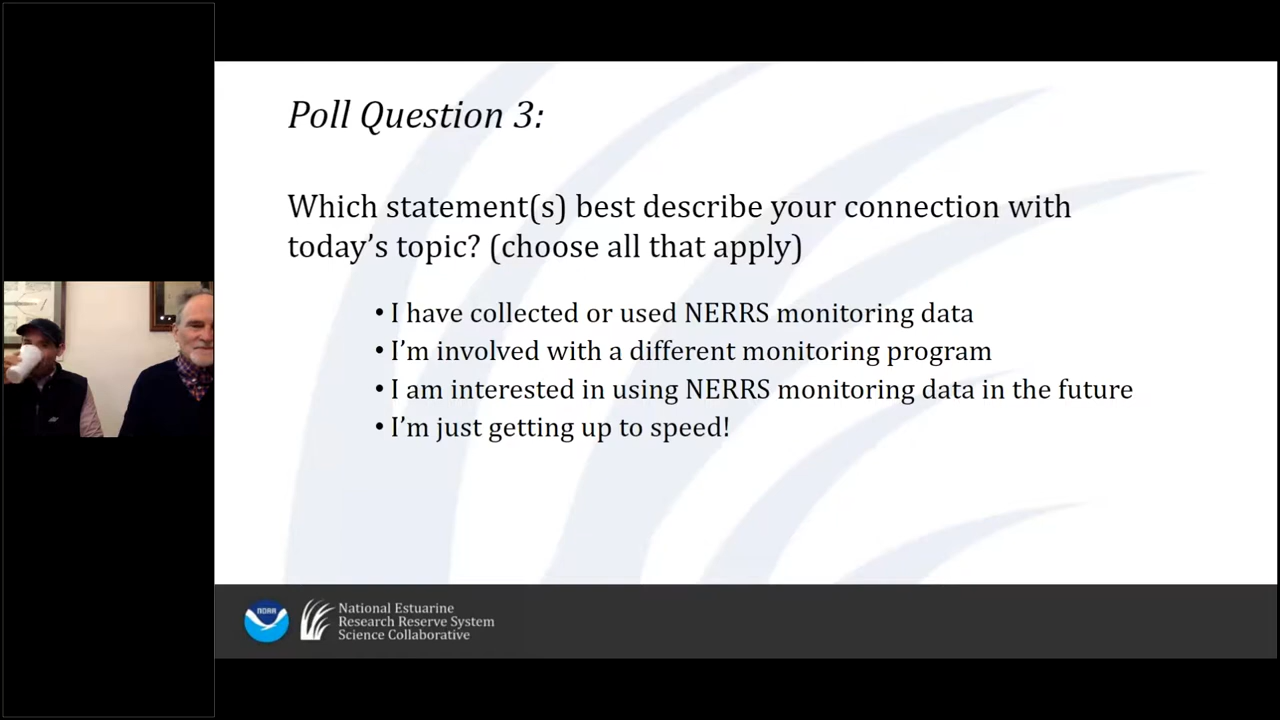 Poll Question 3:
Which statement(s) best describe your connection with
today’s topic? (choose all that apply)
• I have collected or used NERRS monitoring data
• I’m involved with a different monitoring program
• I am interested in using NERRS monitoring data in the future
• I’m just getting up to speed!
NOAA
National Estuarine
Research Reserve System
Science Collaborative